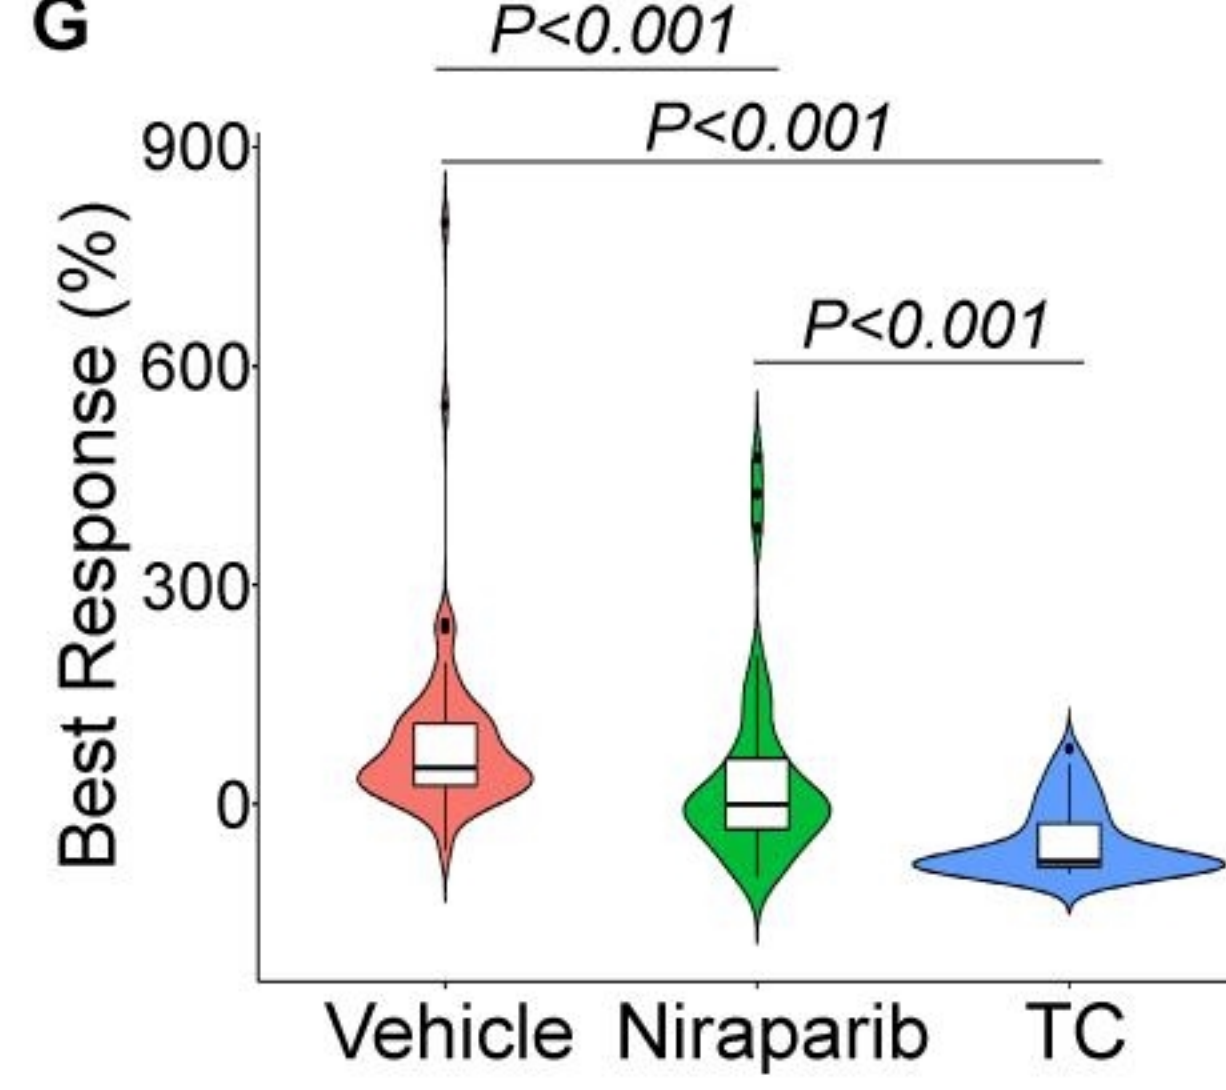 G
P<0.001
P<0.001
P<0.001
Best Response (%)
900
600
300
0
Vehicle Niraparib TC